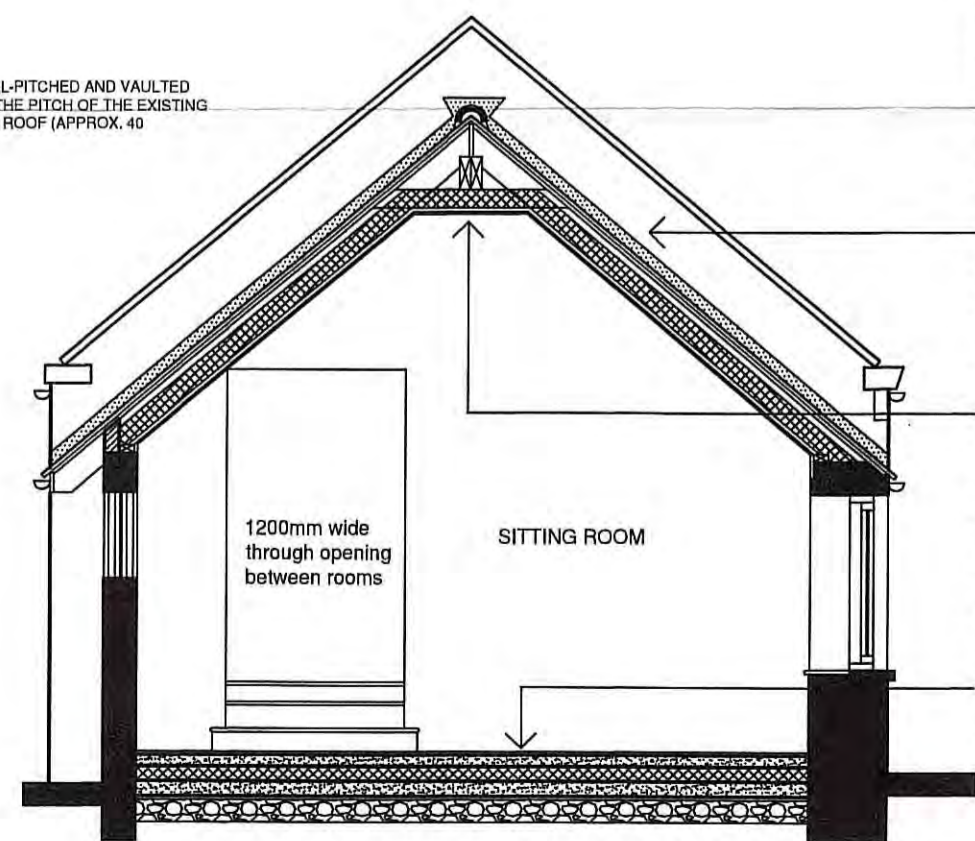 L-PITCHED AND VAULTED
THE PITCH OF THE EXISTING
ROOF (APPROX. 40
1200mm wide
through opening
between rooms
SITTING ROOM